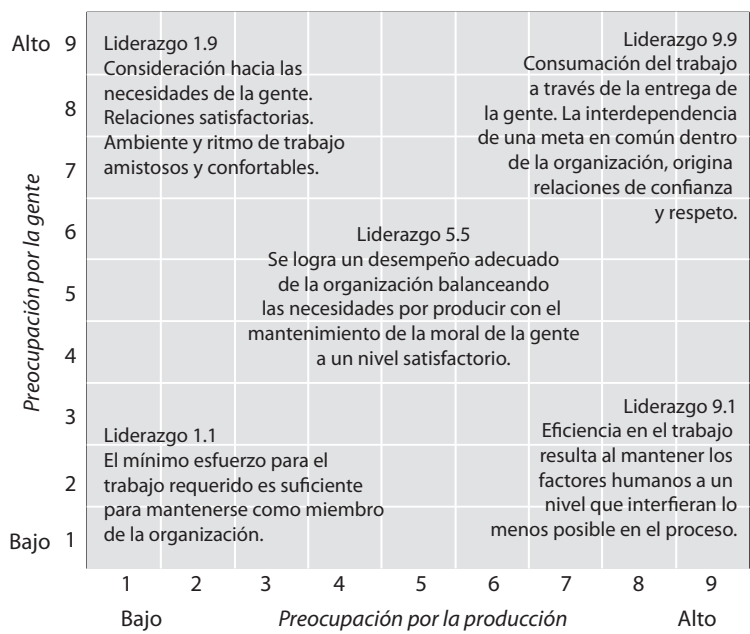 Alto 9
8
7
6
5
4
3
2
Bajo 1
Preocupación por la gente
Liderazgo 1.9
Consideración hacia las
necesidades de la gente.
Relaciones satisfactorias.
Ambiente y ritmo de trabajo
amistosos y confortables.
Liderazgo 9.9
Consumación del trabajo
a través de la entrega de
la gente. La interdependencia
de una meta en común dentro
de la organización, origina
relaciones de confianza
y respeto.
Liderazgo 5.5
Se logra un desempeño adecuado
de la organización balanceando
las necesidades por producir con el
mantenimiento de la moral de la gente
a un nivel satisfactorio.
Liderazgo 1.1
El mínimo esfuerzo para el
trabajo requerido es suficiente
para mantenerse como miembro
de la organización.
Liderazgo 9.1
Eficiencia en el trabajo
resulta al mantener los
factores humanos a un
nivel que interfieran lo
menos posible en el proceso.
1 2 3 4 5 6 7 8 9
Bajo Preocupación por la producción Alto